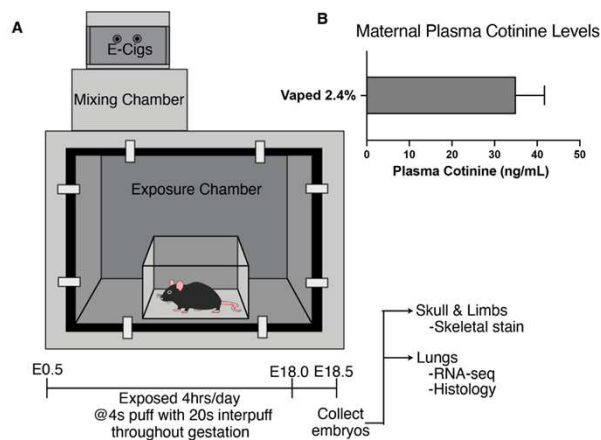 A
E-Cigs
Mixing Chamber
Exposure Chamber
E0.5
E18.0
E18.5
Exposed 4hrs/day
@4s puff with 20s interpuff
throughout gestation
Collect
embryos
Skull & Limbs
-Skeletal stain
Lungs
-RNA-seq
-Histology
B
Maternal Plasma Cotinine Levels
Vaped 2.4%
0 10 20 30 40 50
Plasma Cotinine (ng/mL)